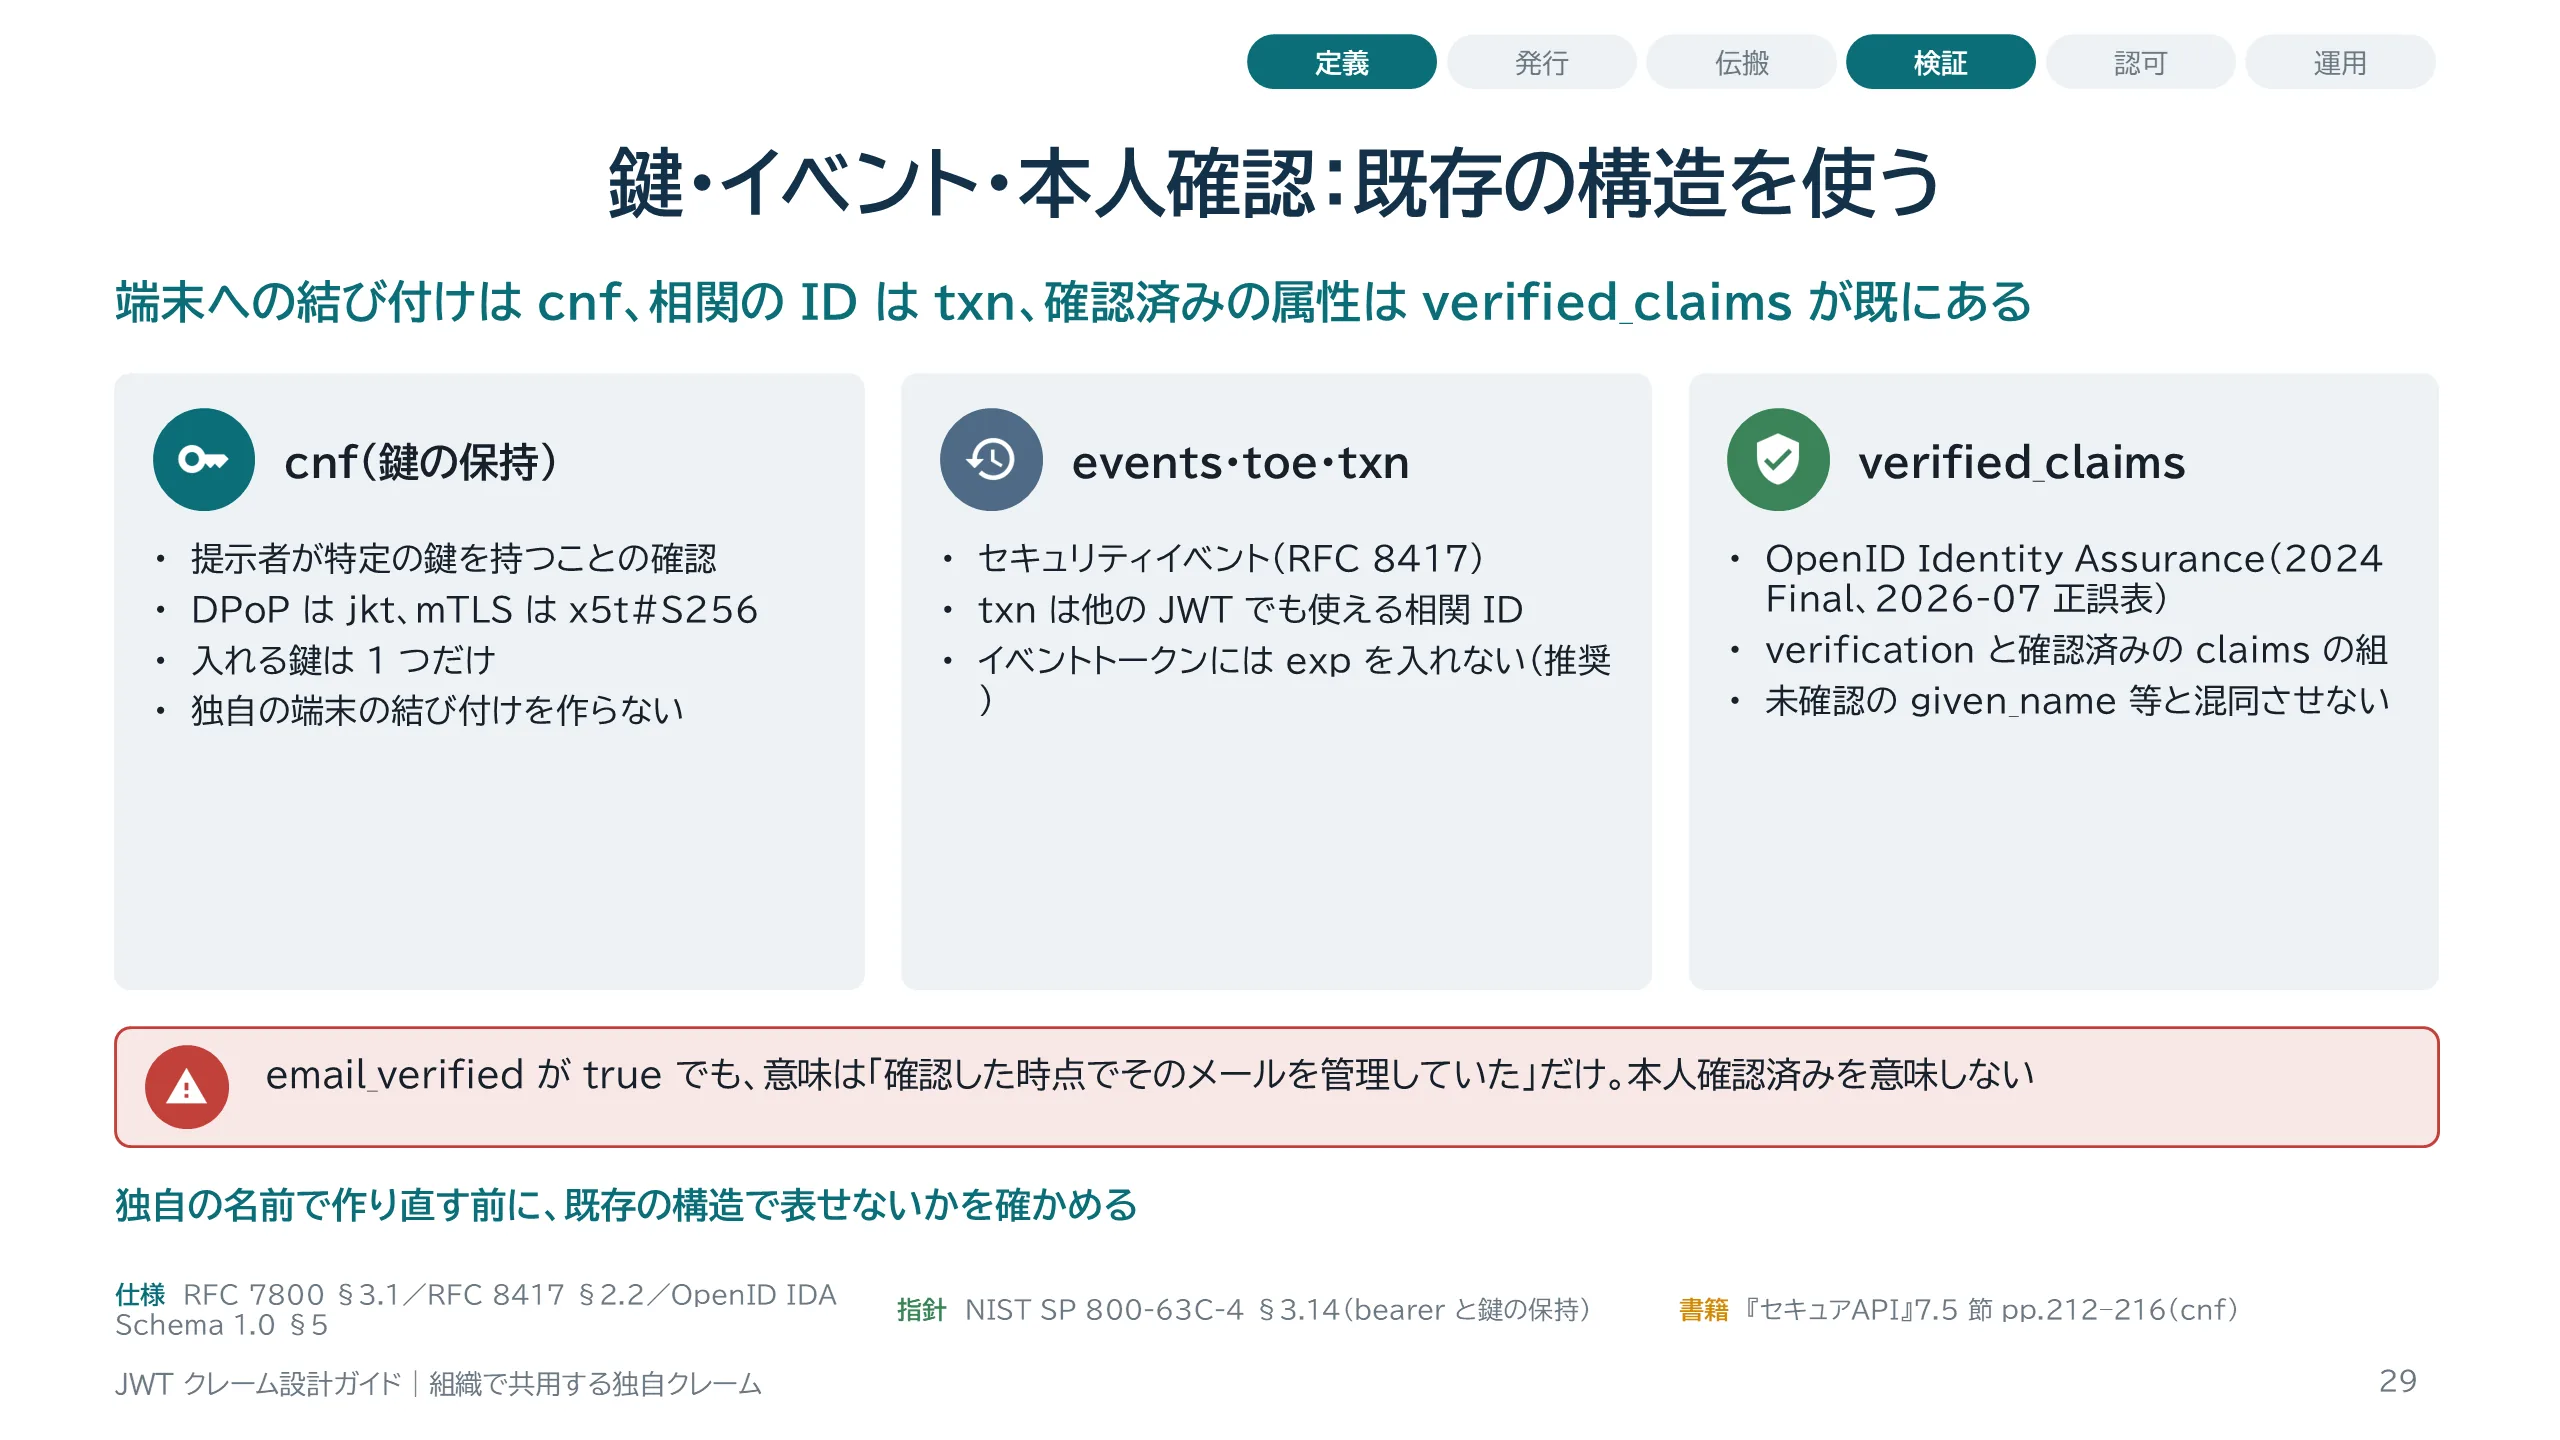 定義
発行
伝搬
検証
認可
運用
鍵・イベント・本人確認：既存の構造を使う
端末への結び付けは cnf、相関の ID は txn、確認済みの属性は verified_claims が既にある
cnf（鍵の保持）
・ 提示者が特定の鍵を持つことの確認
・ DPoP は jkt、mTLS は x5t#S256
・ 入れる鍵は 1 つだけ
・ 独自の端末の結び付けを作らない
events・toe・txn
・ セキュリティイベント（RFC 8417）
・ txn は他の JWT でも使える相関 ID
・ イベントトークンには exp を入れない（推奨
）
verified_claims
・ OpenID Identity Assurance（2024
Final、2026-07 正誤表）
・ verification と確認済みの claims の組
・ 未確認の given_name 等と混同させない
email_verified が true でも、意味は「確認した時点でそのメールを管理していた」だけ。本人確認済みを意味しない
独自の名前で作り直す前に、既存の構造で表せないかを確かめる
仕様 RFC 7800 §3.1／RFC 8417 §2.2／OpenID IDA
Schema 1.0 §5
指針 NIST SP 800-63C-4 §3.14（bearer と鍵の保持）
書籍 『セキュアAPI』7.5 節 pp.212–216（cnf）
JWT クレーム設計ガイド｜組織で共用する独自クレーム
29